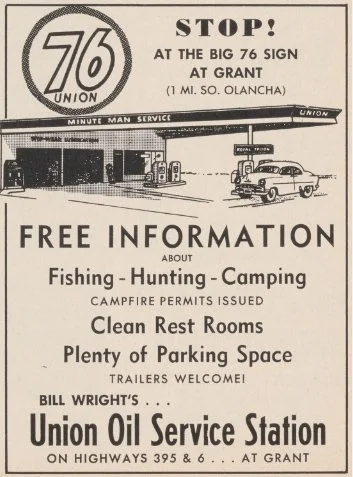 76
UNION
STOP!
AT THE BIG 76 SIGN
AT GRANT
(1 MI. SO. OLANCHA)
MINUTE MAN SERVICE
UNION
ROYAL TRITON
FREE INFORMATION
ABOUT
Fishing - Hunting - Camping
CAMPFIRE PERMITS ISSUED
Clean Rest Rooms
Plenty of Parking Space
TRAILERS WELCOME!
BILL WRIGHT'S . . .
Union Oil Service Station
ON HIGHWAYS 395 & 6 . . . AT GRANT